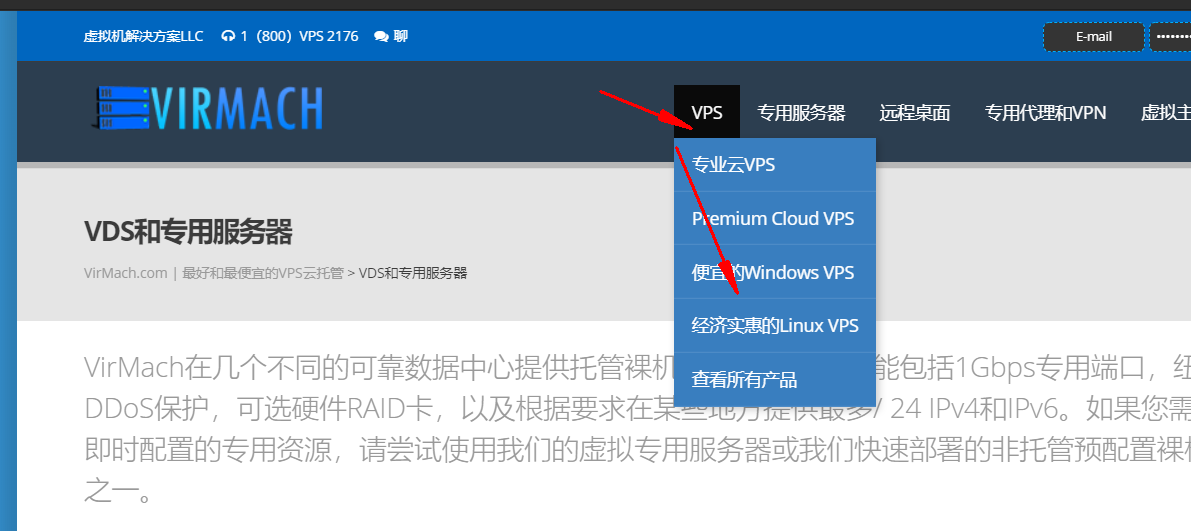 虚拟机解决方案LLC 1（800）VPS 2176 聊
E-mail
VIRMACH
VPS 专用服务器 远程桌面 专用代理和VPN 虚拟主
专业云VPS
Premium Cloud VPS
便宜的Windows VPS
经济实惠的Linux VPS
查看所有产品
VDS和专用服务器
VirMach.com | 最好和最便宜的VPS云托管 > VDS和专用服务器
VirMach在几个不同的可靠数据中心提供托管裸机 能包括1Gbps专用端口，纽
DDoS保护，可选硬件RAID卡，以及根据要求在某些地方提供最多/ 24 IPv4和IPv6。如果您需
即时配置的专用资源，请尝试使用我们的虚拟专用服务器或我们快速部署的非托管预配置裸机
之一。